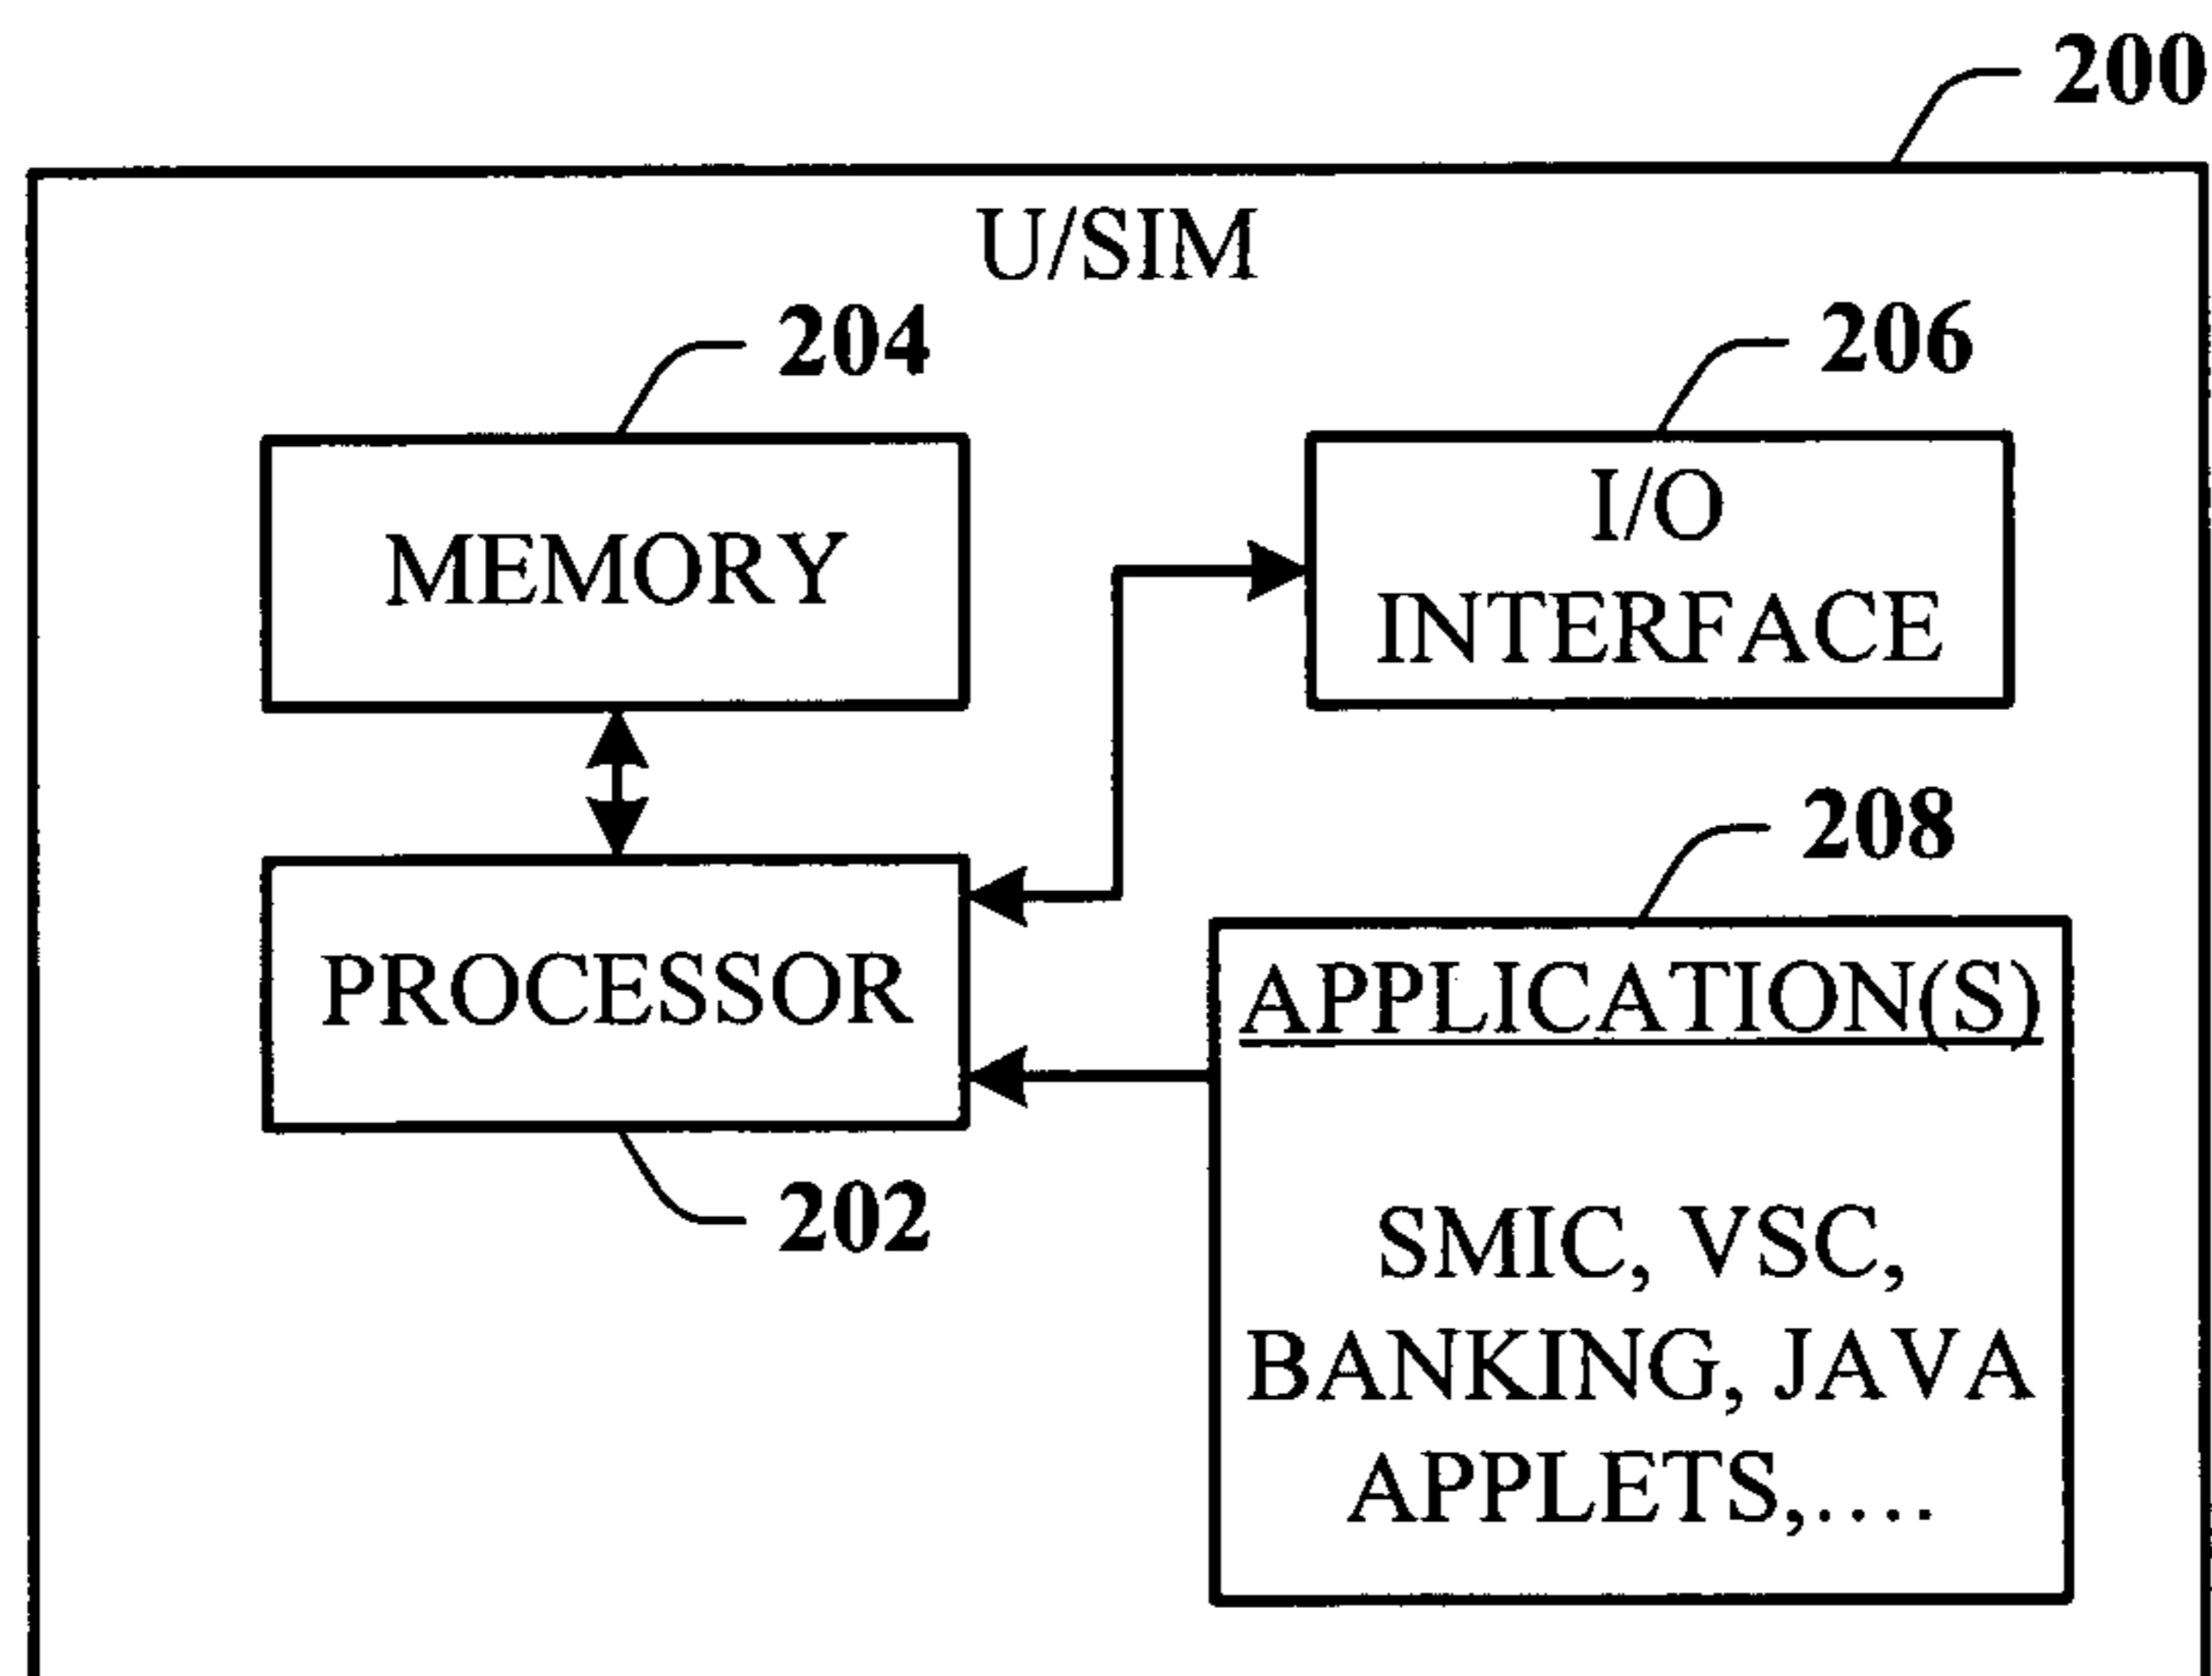 200
U/SIM
204
206
MEMORY
I/O
INTERFACE
208
PROCESSOR
APPLICATION(S)
202
SMIC, VSC,
BANKING, JAVA
APPLETS,....